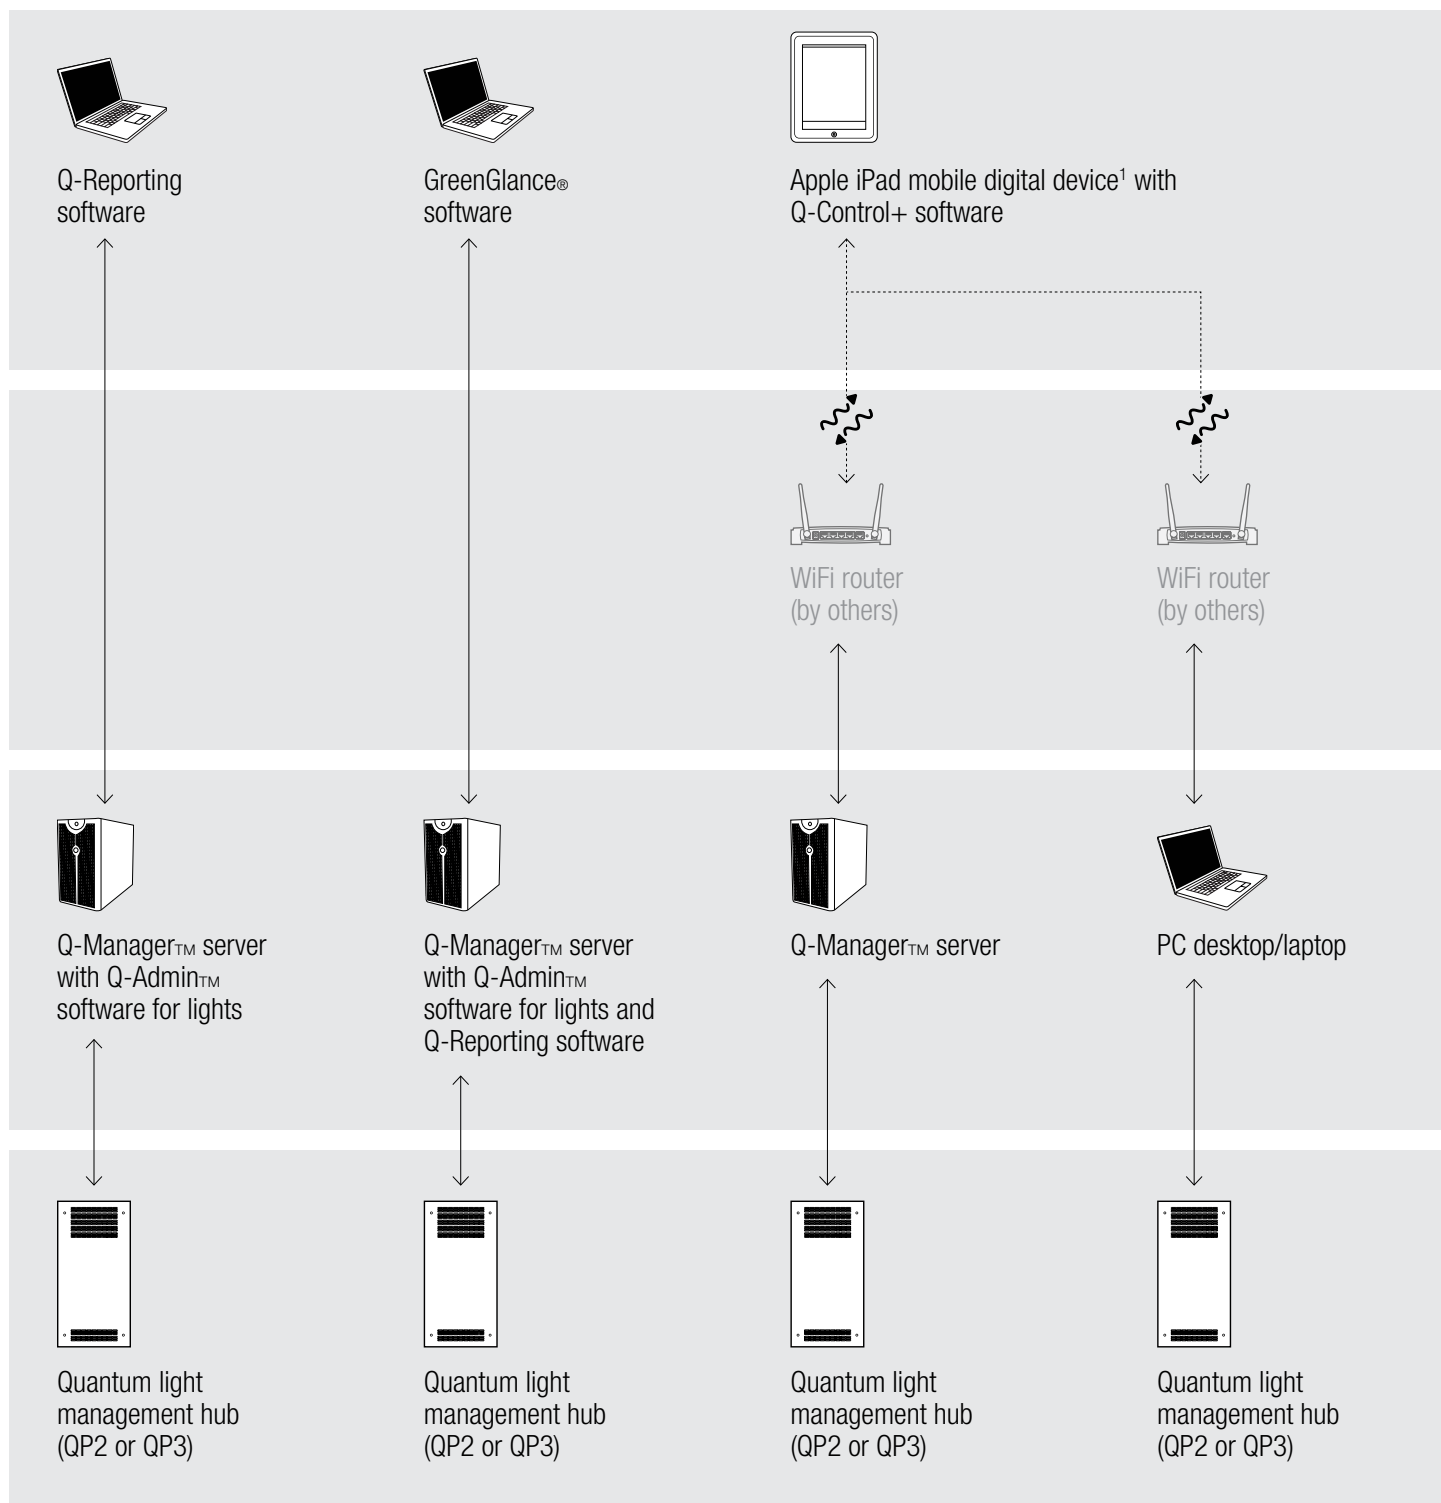 Q-Reporting
software
GreenGlance®
software
Apple iPad mobile digital device¹ with
Q-Control+ software
WiFi router
(by others)
WiFi router
(by others)
Q-Manager™ server
with Q-Admin™
software for lights
Q-Manager™ server
with Q-Admin™
software for lights and
Q-Reporting software
Q-Manager™ server
PC desktop/laptop
Quantum light
management hub
(QP2 or QP3)
Quantum light
management hub
(QP2 or QP3)
Quantum light
management hub
(QP2 or QP3)
Quantum light
management hub
(QP2 or QP3)